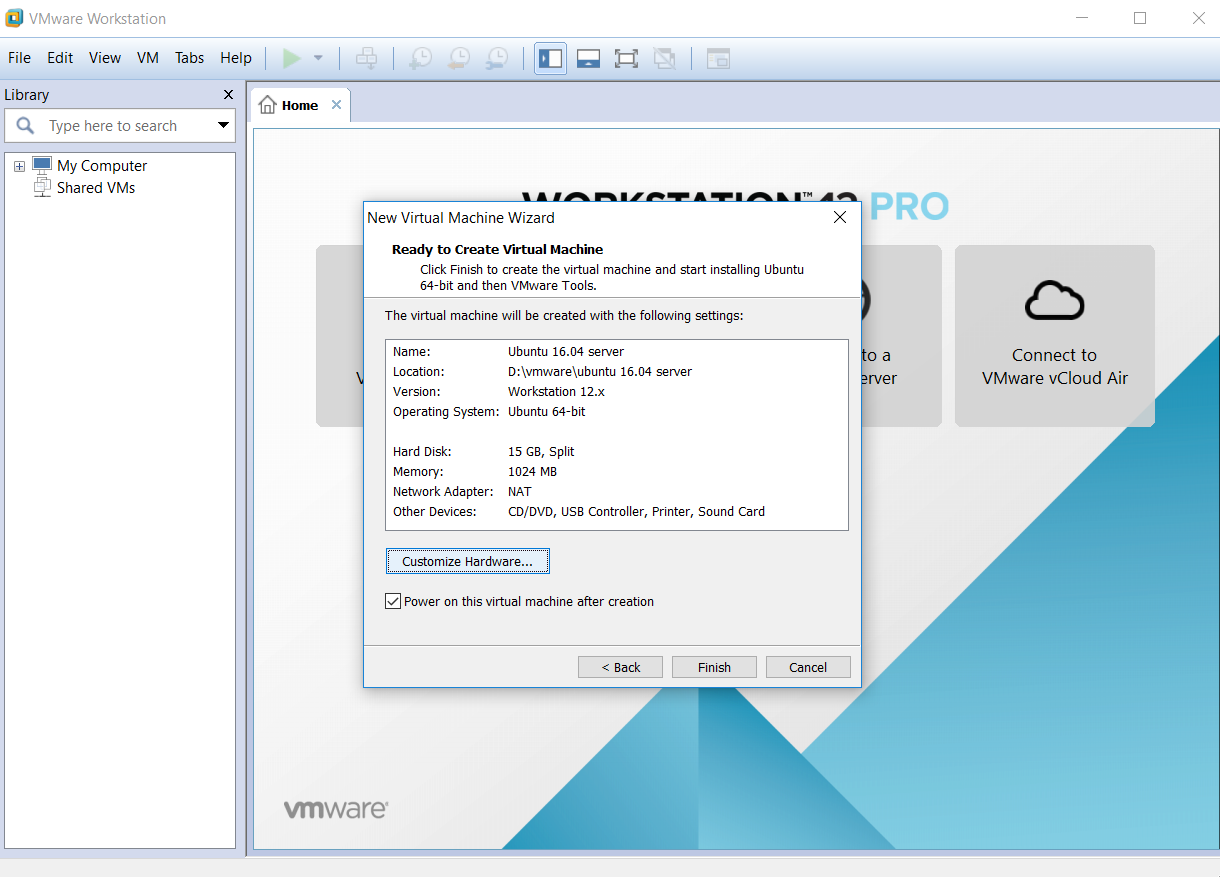 VMware Workstation
File Edit View VM Tabs Help
Library
Type here to search
My Computer
Shared VMs
Home
PRO
New Virtual Machine Wizard
Ready to Create Virtual Machine
Click Finish to create the virtual machine and start installing Ubuntu
64-bit and then VMware Tools.
The virtual machine will be created with the following settings:
Name: Ubuntu 16.04 server
Location: D:\vmware\ubuntu 16.04 server
Version: Workstation 12.x
Operating System: Ubuntu 64-bit
Hard Disk: 15 GB, Split
Memory: 1024 MB
Network Adapter: NAT
Other Devices: CD/DVD, USB Controller, Printer, Sound Card
Customize Hardware...
Power on this virtual machine after creation
< Back Finish Cancel
to a
Connect to
VMware vCloud Air
vmware®